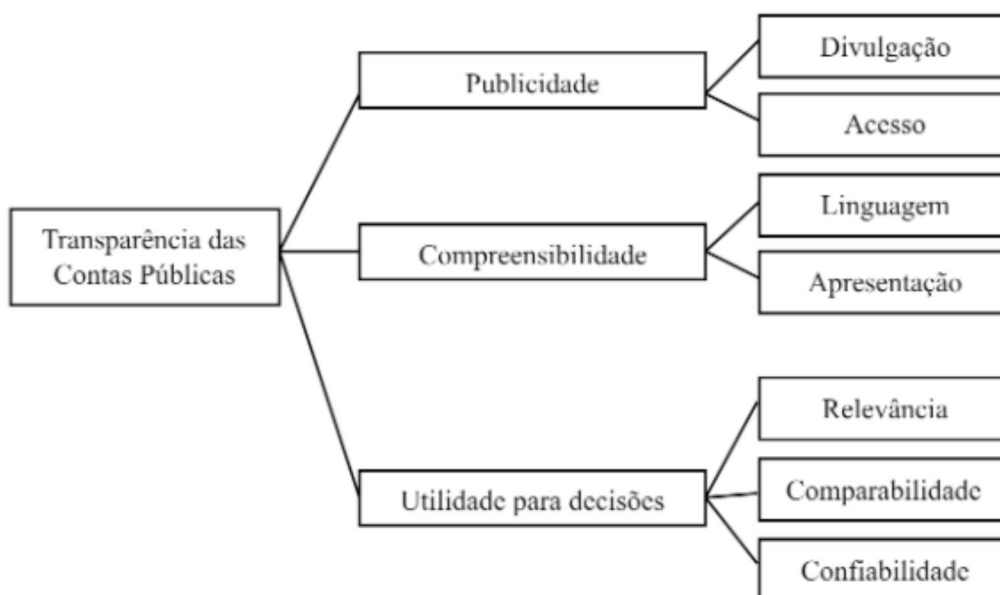 Transparência das
Contas Públicas
Publicidade
Divulgação
Acesso
Compreensibilidade
Linguagem
Apresentação
Utilidade para decisões
Relevância
Comparabilidade
Confiabilidade